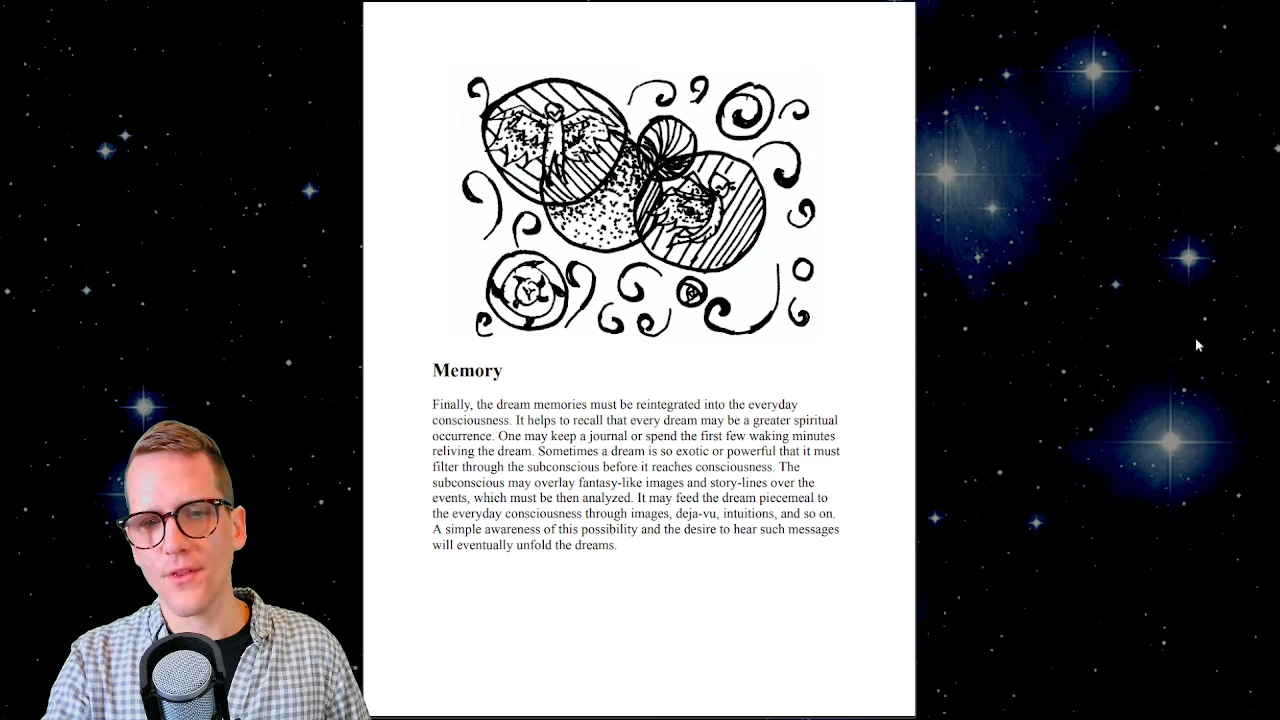 Memory
Finally, the dream memories must be reintegrated into the everyday
consciousness. It helps to recall that every dream may be a greater spiritual
occurrence. One may keep a journal or spend the first few waking minutes
reliving the dream. Sometimes a dream is so exotic or powerful that it must
filter through the subconscious before it reaches consciousness. The
subconscious may overlay fantasy-like images and story-lines over the
events, which must be then analyzed. It may feed the dream piecemeal to
the everyday consciousness through images, deja-vu, intuitions, and so on.
A simple awareness of this possibility and the desire to hear such messages
will eventually unfold the dreams.